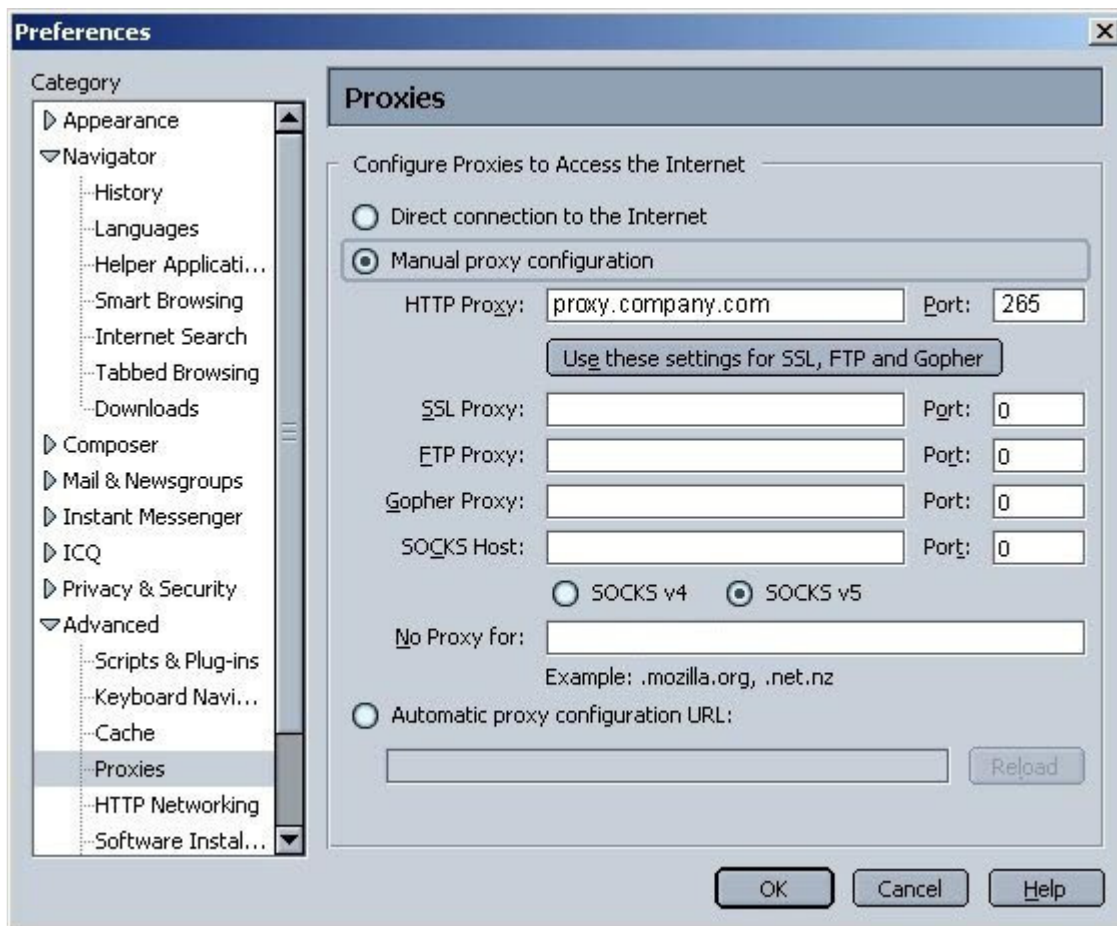 Preferences
Category
Appearance
Navigator
History
Languages
Helper Applicati...
Smart Browsing
Internet Search
Tabbed Browsing
Downloads
Composer
Mail & Newsgroups
Instant Messenger
ICQ
Privacy & Security
Advanced
Scripts & Plug-ins
Keyboard Navi...
Cache
Proxies
HTTP Networking
Software Instal...
Proxies
Configure Proxies to Access the Internet
Direct connection to the Internet
Manual proxy configuration
HTTP Proxy: proxy.company.com Port: 265
Use these settings for SSL, FTP and Gopher
SSL Proxy: Port: 0
FTP Proxy: Port: 0
Gopher Proxy: Port: 0
SOCKS Host: Port: 0
SOCKS v4 SOCKS v5
No Proxy for:
Example: .mozilla.org, .net.nz
Automatic proxy configuration URL:
Reload
OK Cancel Help